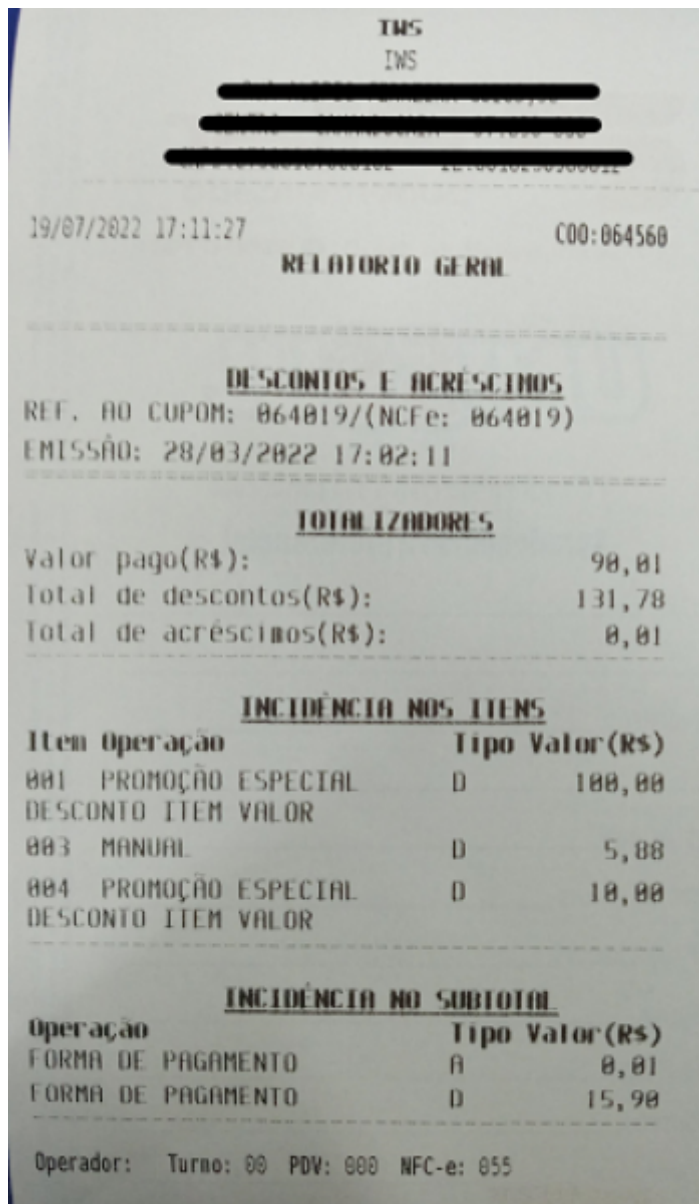 IWS
IWS
19/07/2022 17:11:27 COO:064560
RELATORIO GERAL
DESCONTOS E ACRÉSCIMOS
REF. AO CUPOM: 064019/(NCFe: 064019)
EMISSÃO: 28/03/2022 17:02:11
TOTALIZADORES
Valor pago(R$): 90,01
Total de descontos(R$): 131,78
Total de acréscimos(R$): 0,01
INCIDÊNCIA NOS ITENS
Item Operação Tipo Valor(R$)
001 PROMOÇÃO ESPECIAL D 100,00
DESCONTO ITEM VALOR
003 MANUAL D 5,88
004 PROMOÇÃO ESPECIAL D 10,00
DESCONTO ITEM VALOR
INCIDÊNCIA NO SUBTOTAL
Operação Tipo Valor(R$)
FORMA DE PAGAMENTO A 0,01
FORMA DE PAGAMENTO D 15,90
Operador: Turno: 00 PDV: 000 NFC-e: 055